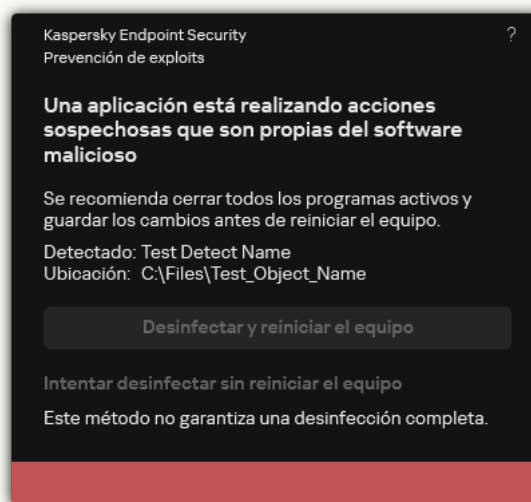 Kaspersky Endpoint Security
?
Prevención de exploits
Una aplicación está realizando acciones
sospechosas que son propias del software
malicioso
Se recomienda cerrar todos los programas activos y
guardar los cambios antes de reiniciar el equipo.
Detectado: Test Detect Name
Ubicación: C:\Files\Test_Object_Name
Desinfectar y reiniciar el equipo
Intentar desinfectar sin reiniciar el equipo
Este método no garantiza una desinfección completa.